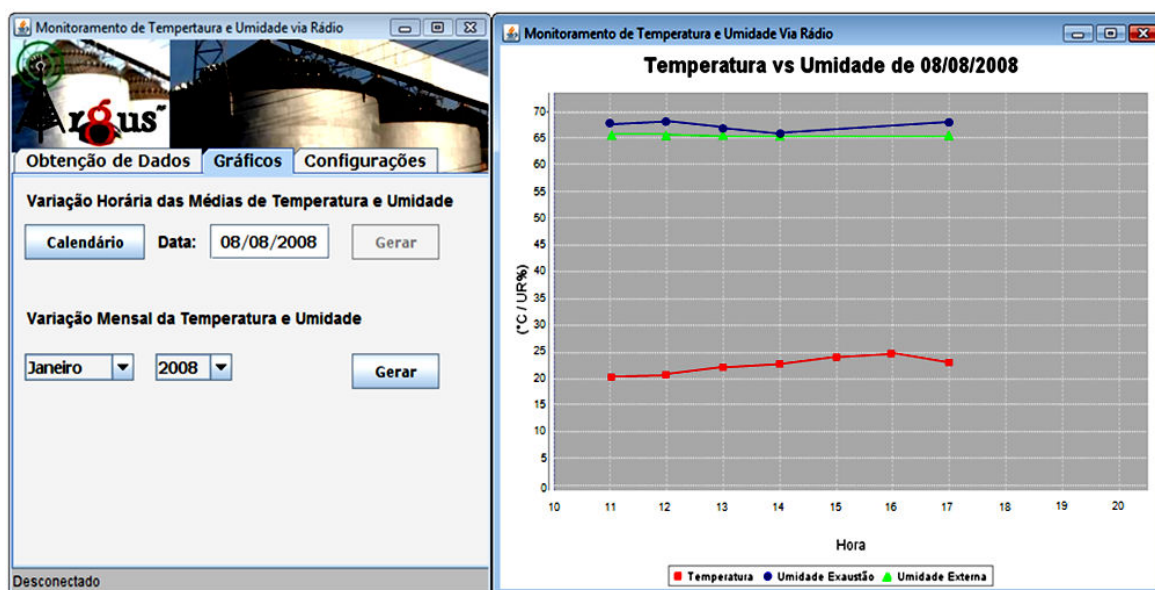 Monitoramento de Tempertaura e Umidade via Rádio
Argus™
Obtenção de Dados Gráficos Configurações
Variação Horária das Médias de Temperatura e Umidade
Calendário Data: 08/08/2008 Gerar
Variação Mensal da Temperatura e Umidade
Janeiro 2008 Gerar
Desconectado
Monitoramento de Temperatura e Umidade Via Rádio
Temperatura vs Umidade de 08/08/2008
70
65
60
55
50
45
40
35
30
25
20
15
10
5
0
(°C / UR%)
10 11 12 13 14 15 16 17 18 19 20
Hora
Temperatura Umidade Exaustão Umidade Externa